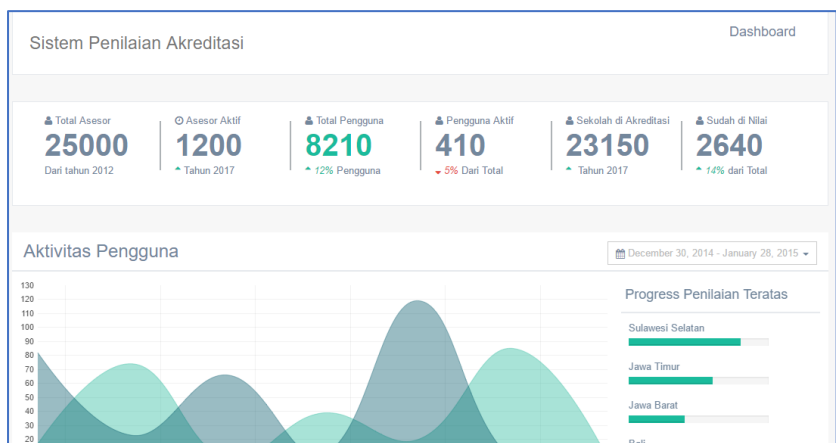 Sistem Penilaian Akreditasi
Dashboard
Total Asesor
25000
Dari tahun 2012
Asesor Aktif
1200
Tahun 2017
Total Pengguna
8210
12% Pengguna
Pengguna Aktif
410
5% Dari Total
Sekolah di Akreditasi
23150
Tahun 2017
Sudah di Nilai
2640
14% dari Total
Aktivitas Pengguna
December 30, 2014 - January 28, 2015
130
120
110
100
90
80
70
60
50
40
30
20
Progress Penilaian Teratas
Sulawesi Selatan
Jawa Timur
Jawa Barat